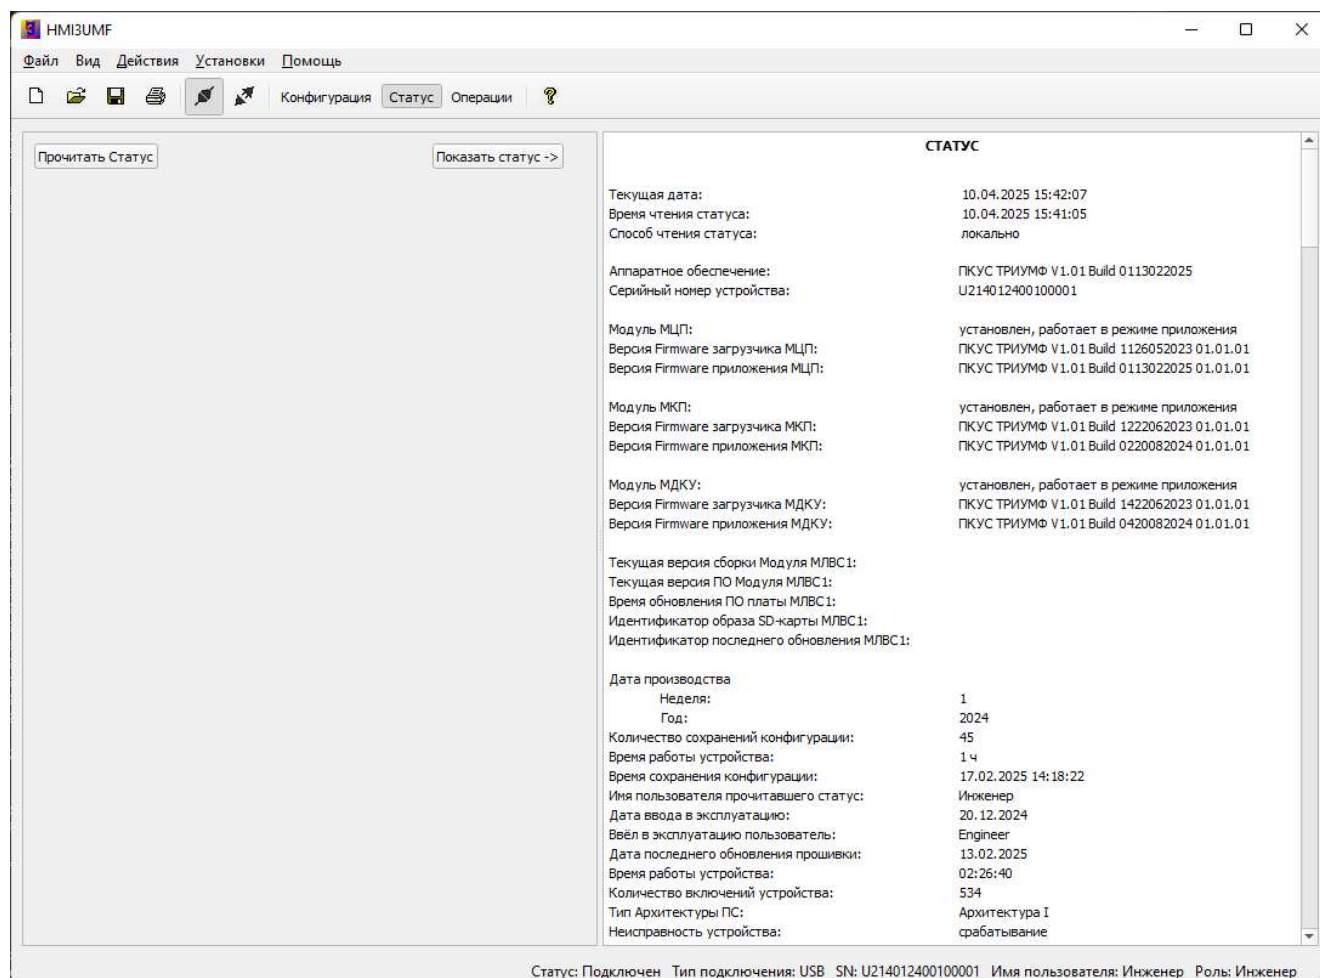 HMI3UMF
Файл Вид Действия Установки Помощь
Конфигурация Статус Операции
Прочитать Статус Показать статус ->
СТАТУС
Текущая дата: 10.04.2025 15:42:07
Время чтения статуса: 10.04.2025 15:41:05
Способ чтения статуса: локально
Аппаратное обеспечение: ПКУС ТРИУМФ V1.01 Build 0113022025
Серийный номер устройства: U214012400100001
Модуль МЦП: установлен, работает в режиме приложения
Версия Firmware загрузчика МЦП: ПКУС ТРИУМФ V1.01 Build 1126052023 01.01.01
Версия Firmware приложения МЦП: ПКУС ТРИУМФ V1.01 Build 0113022025 01.01.01
Модуль МКП: установлен, работает в режиме приложения
Версия Firmware загрузчика МКП: ПКУС ТРИУМФ V1.01 Build 1222062023 01.01.01
Версия Firmware приложения МКП: ПКУС ТРИУМФ V1.01 Build 0220082024 01.01.01
Модуль МДКУ: установлен, работает в режиме приложения
Версия Firmware загрузчика МДКУ: ПКУС ТРИУМФ V1.01 Build 1422062023 01.01.01
Версия Firmware приложения МДКУ: ПКУС ТРИУМФ V1.01 Build 0420082024 01.01.01
Текущая версия сборки Модуля МЛВС1:
Текущая версия ПО Модуля МЛВС1:
Время обновления ПО платы МЛВС1:
Идентификатор образа SD-карты МЛВС1:
Идентификатор последнего обновления МЛВС1:
Дата производства
Неделя: 1
Год: 2024
Количество сохранений конфигурации: 45
Время работы устройства: 1 ч
Время сохранения конфигурации: 17.02.2025 14:18:22
Имя пользователя прочитавшего статус: Инженер
Дата ввода в эксплуатацию: 20.12.2024
Ввёл в эксплуатацию пользователь: Engineer
Дата последнего обновления прошивки: 13.02.2025
Время работы устройства: 02:26:40
Количество включений устройства: 534
Тип Архитектуры ПС: Архитектура I
Неисправность устройства: срабатывание
Статус: Подключен Тип подключения: USB SN: U214012400100001 Имя пользователя: Инженер Роль: Инженер